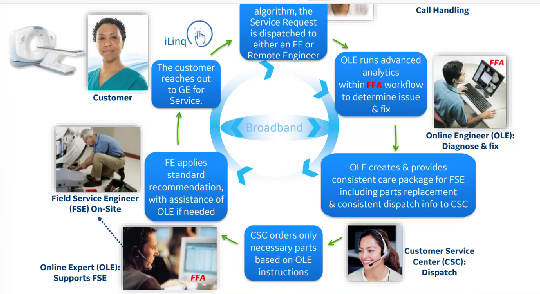 algorithm, the
Service Request
is dispatched to
either an FE or
Remote Engineer
Call Handling
iLinq
The customer
reaches out
to GE for
Service.
Customer
OLE runs advanced
analytics
within FFA workflow
to determine issue
& fix
FFA
Online Engineer (OLE):
Diagnose & fix
Broadband
FE applies
standard
recommendation,
with assistance of
OLE if needed
Field Service Engineer
(FSE) On-Site
OLE creates & provides
consistent care package for FSE
including parts replacement
& consistent dispatch info to CSC
CSC orders only
necessary parts
based on OLE
instructions
Customer Service
Center (CSC):
Dispatch
Online Expert (OLE):
Supports FSE
FFA